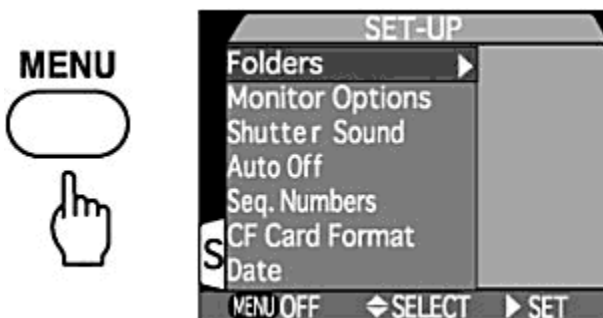 MENU
SET-UP
Folders
Monitor Options
Shutter Sound
Auto Off
Seq. Numbers
CF Card Format
S
Date
MENU OFF SELECT SET